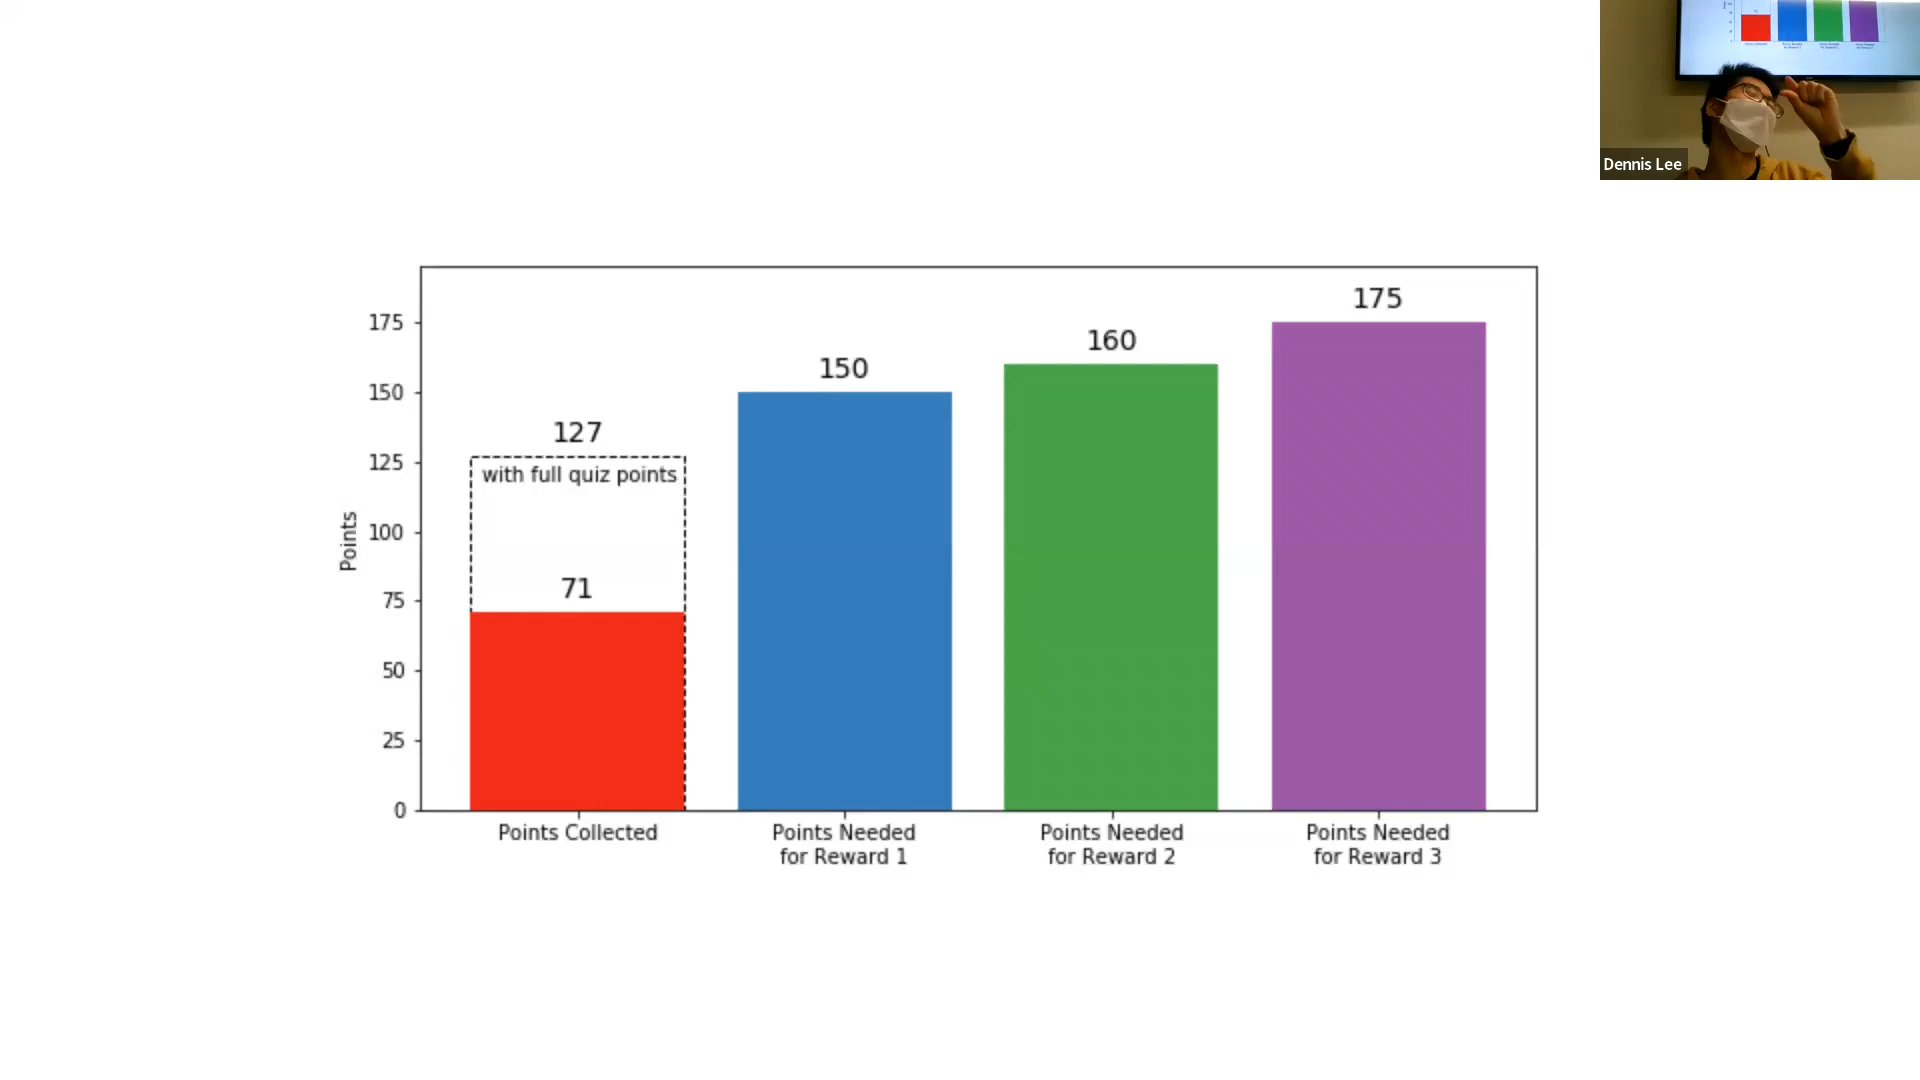 Dennis Lee
175
160
150
127
with full quiz points
71
Points
175
150
125
100
75
50
25
0
Points Collected
Points Needed
for Reward 1
Points Needed
for Reward 2
Points Needed
for Reward 3